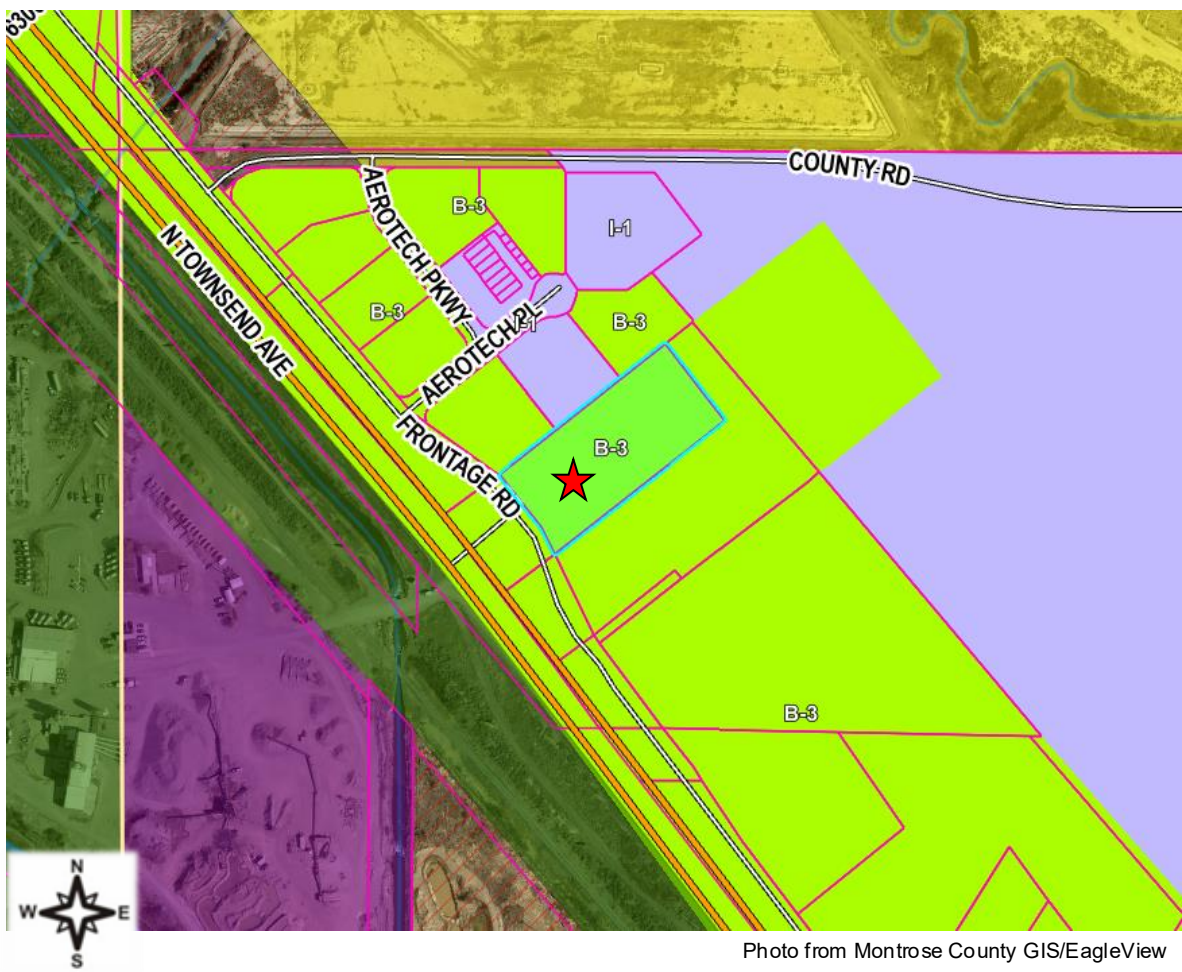 COUNTY RD
B-3
I-1
AEROTECH PKWY
N TOWNSEND AVE
B-3
I-1
B-3
AEROTECH PL
FRONTAGE RD
B-3
B-3
N
W
E
S
Photo from Montrose County GIS/EagleView